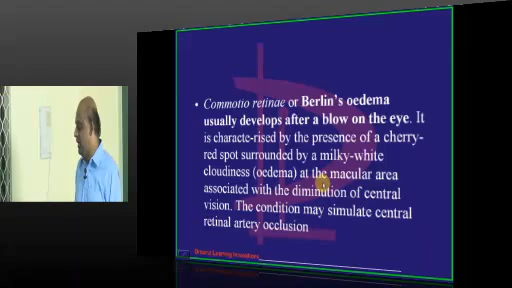 • Commotio retinae or Berlin's oedema
usually develops after a blow on the eye. It
is characte-rised by the presence of a cherry-
red spot surrounded by a milky-white
cloudiness (oedema) at the macular area
associated with the diminution of central
vision. The condition may simulate central
retinal artery occlusion